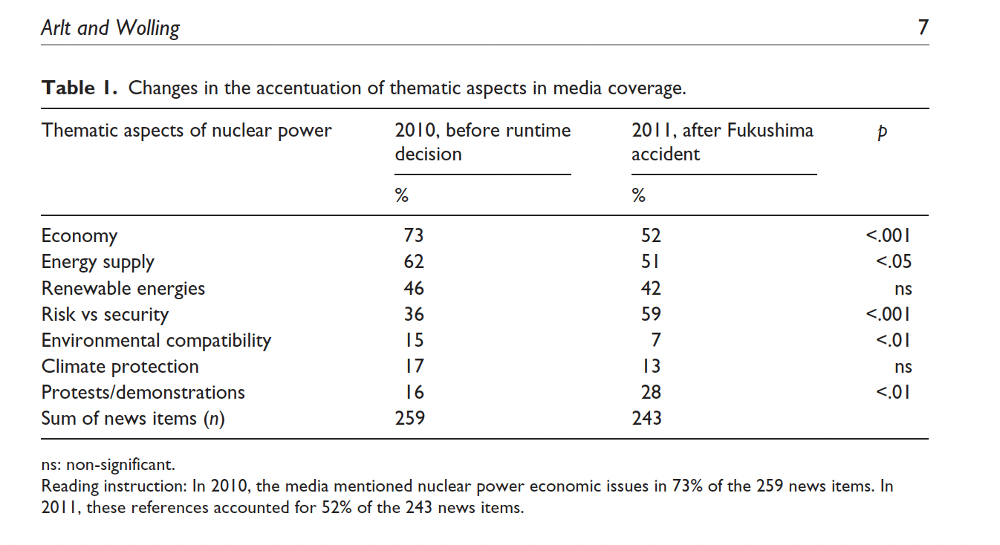 Arlt and Wolling 7
Table 1. Changes in the accentuation of thematic aspects in media coverage.
Thematic aspects of nuclear power 2010, before runtime decision 2011, after Fukushima accident p
% %
Economy 73 52 <.001
Energy supply 62 51 <.05
Renewable energies 46 42 ns
Risk vs security 36 59 <.001
Environmental compatibility 15 7 <.01
Climate protection 17 13 ns
Protests/demonstrations 16 28 <.01
Sum of news items (n) 259 243
ns: non-significant.
Reading instruction: In 2010, the media mentioned nuclear power economic issues in 73% of the 259 news items. In
2011, these references accounted for 52% of the 243 news items.